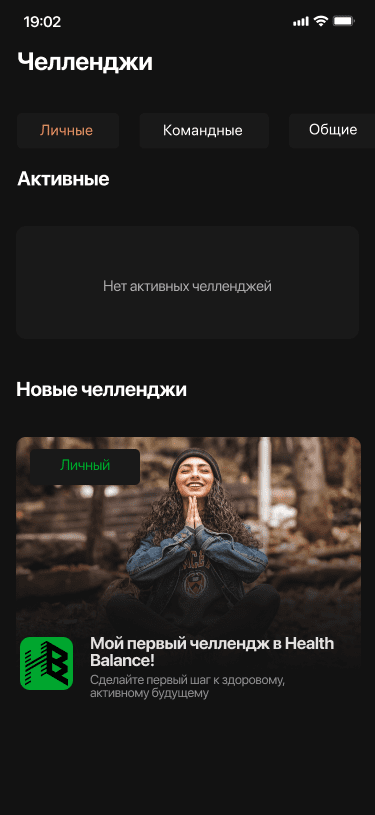 19:02
Челленджи
Личные
Командные
Общие
Активные
Нет активных челленджей
Новые челленджи
Личный
Мой первый челлендж в Health
Balance!
Сделайте первый шаг к здоровому,
активному будущему